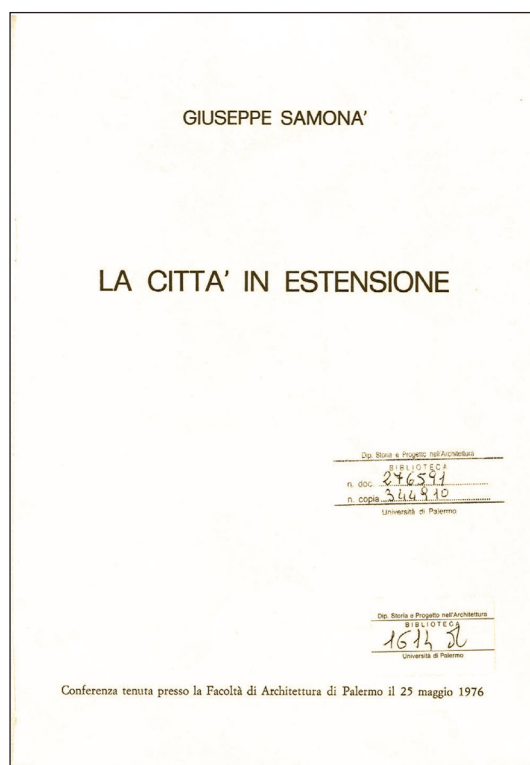 GIUSEPPE SAMONA'
LA CITTA' IN ESTENSIONE
Dip. Storia e Progetto nell'Architettura
BIBLIOTECA
n. doc. 276591
n. copia 344910
Università di Palermo
Dip. Storia e Progetto nell'Architettura
BIBLIOTECA
1614
Università di Palermo
Conferenza tenuta presso la Facoltà di Architettura di Palermo il 25 maggio 1976